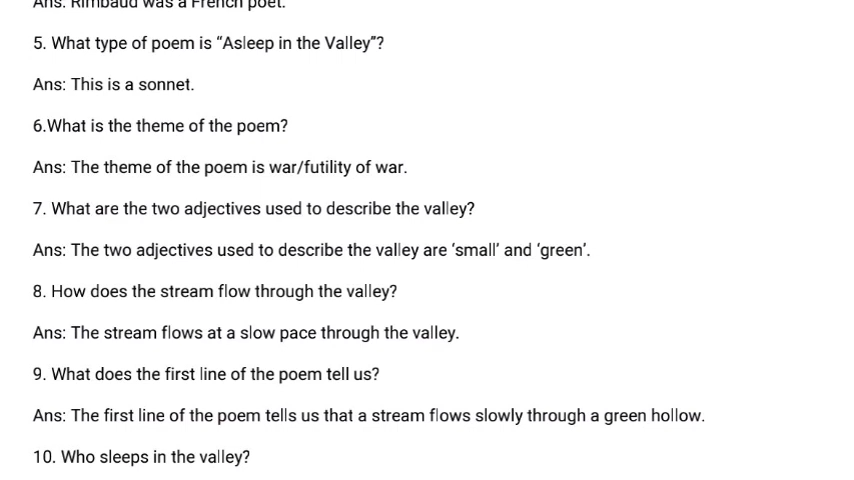 Ans: Rimbaud was a French poet.
5. What type of poem is “Asleep in the Valley”?
Ans: This is a sonnet.
6.What is the theme of the poem?
Ans: The theme of the poem is war/futility of war.
7. What are the two adjectives used to describe the valley?
Ans: The two adjectives used to describe the valley are ‘small’ and ‘green’.
8. How does the stream flow through the valley?
Ans: The stream flows at a slow pace through the valley.
9. What does the first line of the poem tell us?
Ans: The first line of the poem tells us that a stream flows slowly through a green hollow.
10. Who sleeps in the valley?